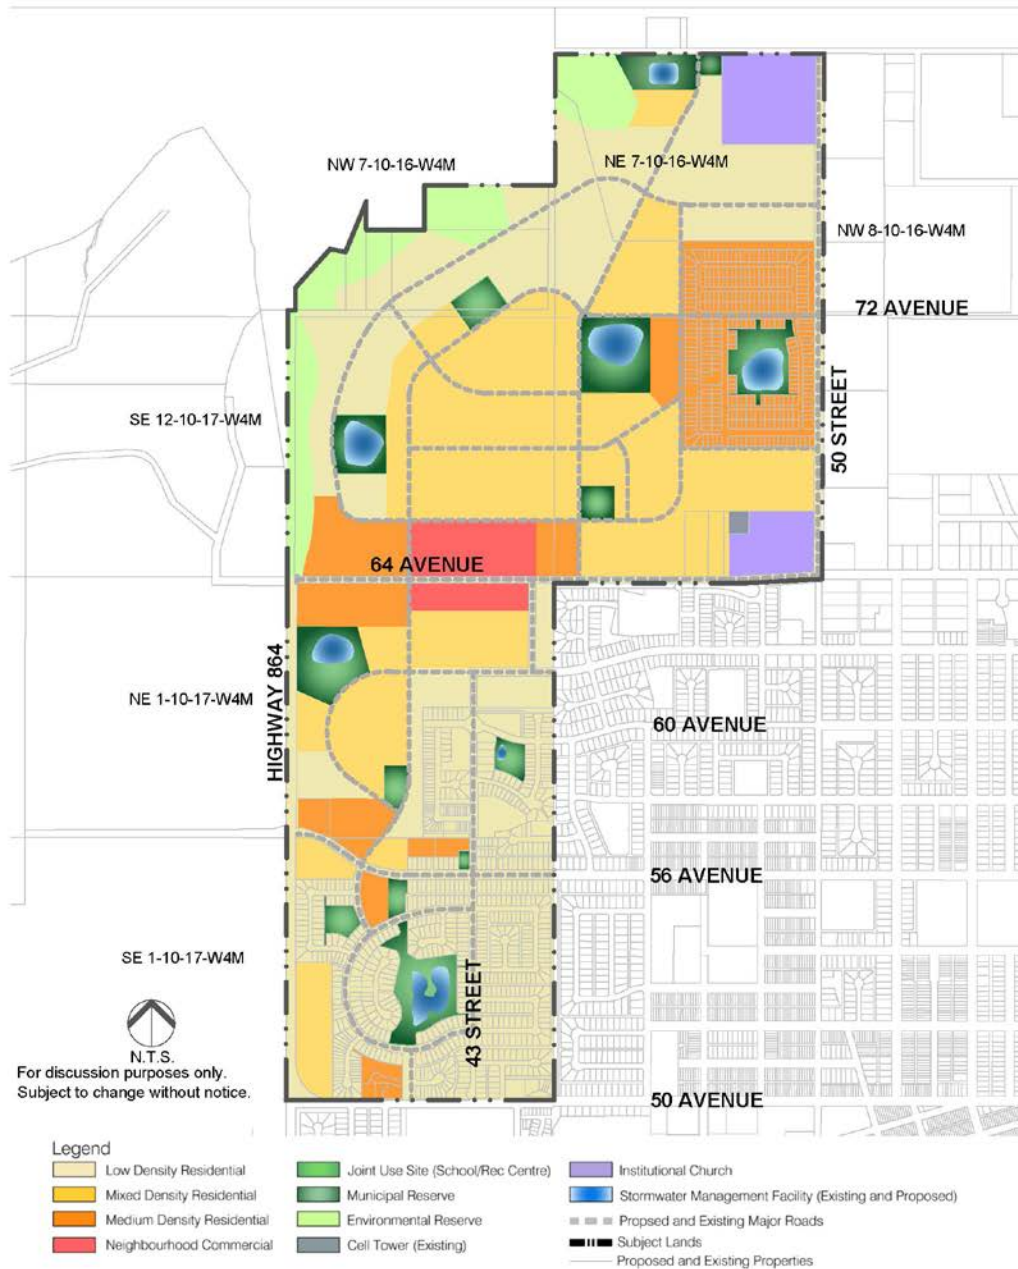 NW 7-10-16-W4M
NE 7-10-16-W4M
NW 8-10-16-W4M
72 AVENUE
SE 12-10-17-W4M
50 STREET
64 AVENUE
HIGHWAY 864
NE 1-10-17-W4M
60 AVENUE
56 AVENUE
SE 1-10-17-W4M
43 STREET
N.T.S.
For discussion purposes only.
Subject to change without notice.
50 AVENUE
Legend
Low Density Residential
Mixed Density Residential
Medium Density Residential
Neighbourhood Commercial
Joint Use Site (School/Rec Centre)
Municipal Reserve
Environmental Reserve
Cell Tower (Existing)
Institutional Church
Stormwater Management Facility (Existing and Proposed)
Propsed and Existing Major Roads
Subject Lands
Proposed and Existing Properties